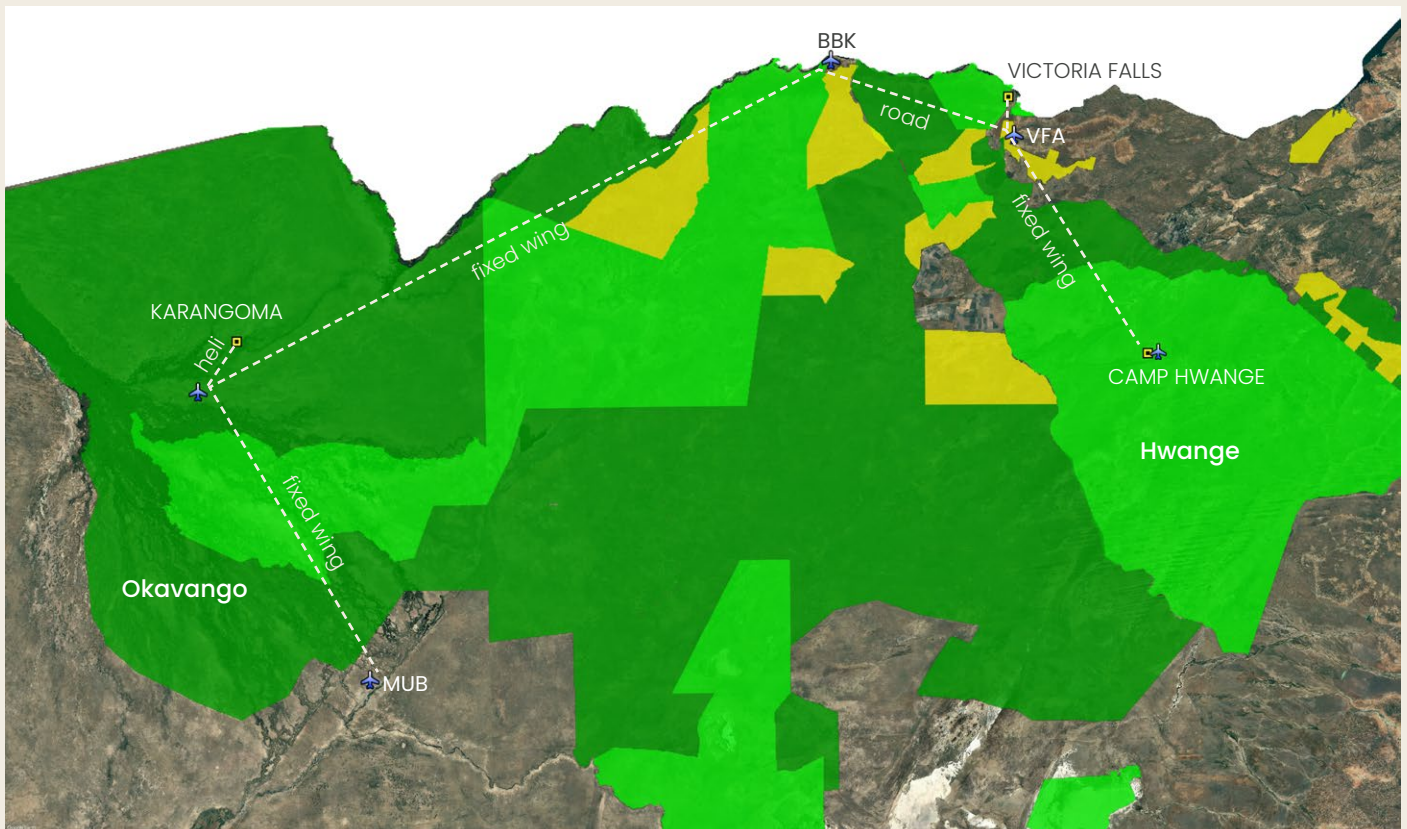 BBK
VICTORIA FALLS
road
VFA
fixed wing
fixed wing
KARANGOMA
heli
CAMP HWANGE
Hwange
fixed wing
Okavango
MUB